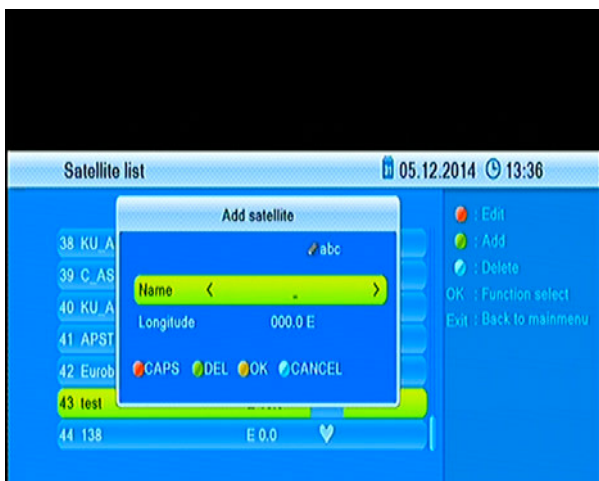 Satellite list
05.12.2014 13:36
Add satellite
abc
Name < _ >
Longitude 000.0 E
CAPS DEL OK CANCEL
38 KU_A
39 C_AS
40 KU_A
41 APST
42 Eurob
43 test
44 138 E 0.0
: Edit
: Add
: Delete
OK : Function select
Exit : Back to mainmenu